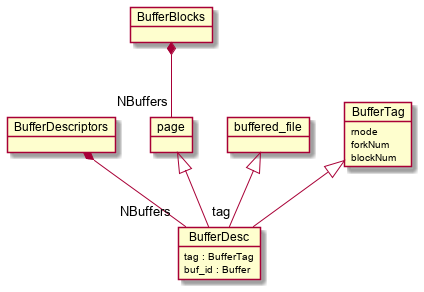 BufferBlocks
NBuffers
BufferDescriptors
page
buffered_file
BufferTag
rnode
forkNum
blockNum
NBuffers
tag
BufferDesc
tag : BufferTag
buf_id : Buffer